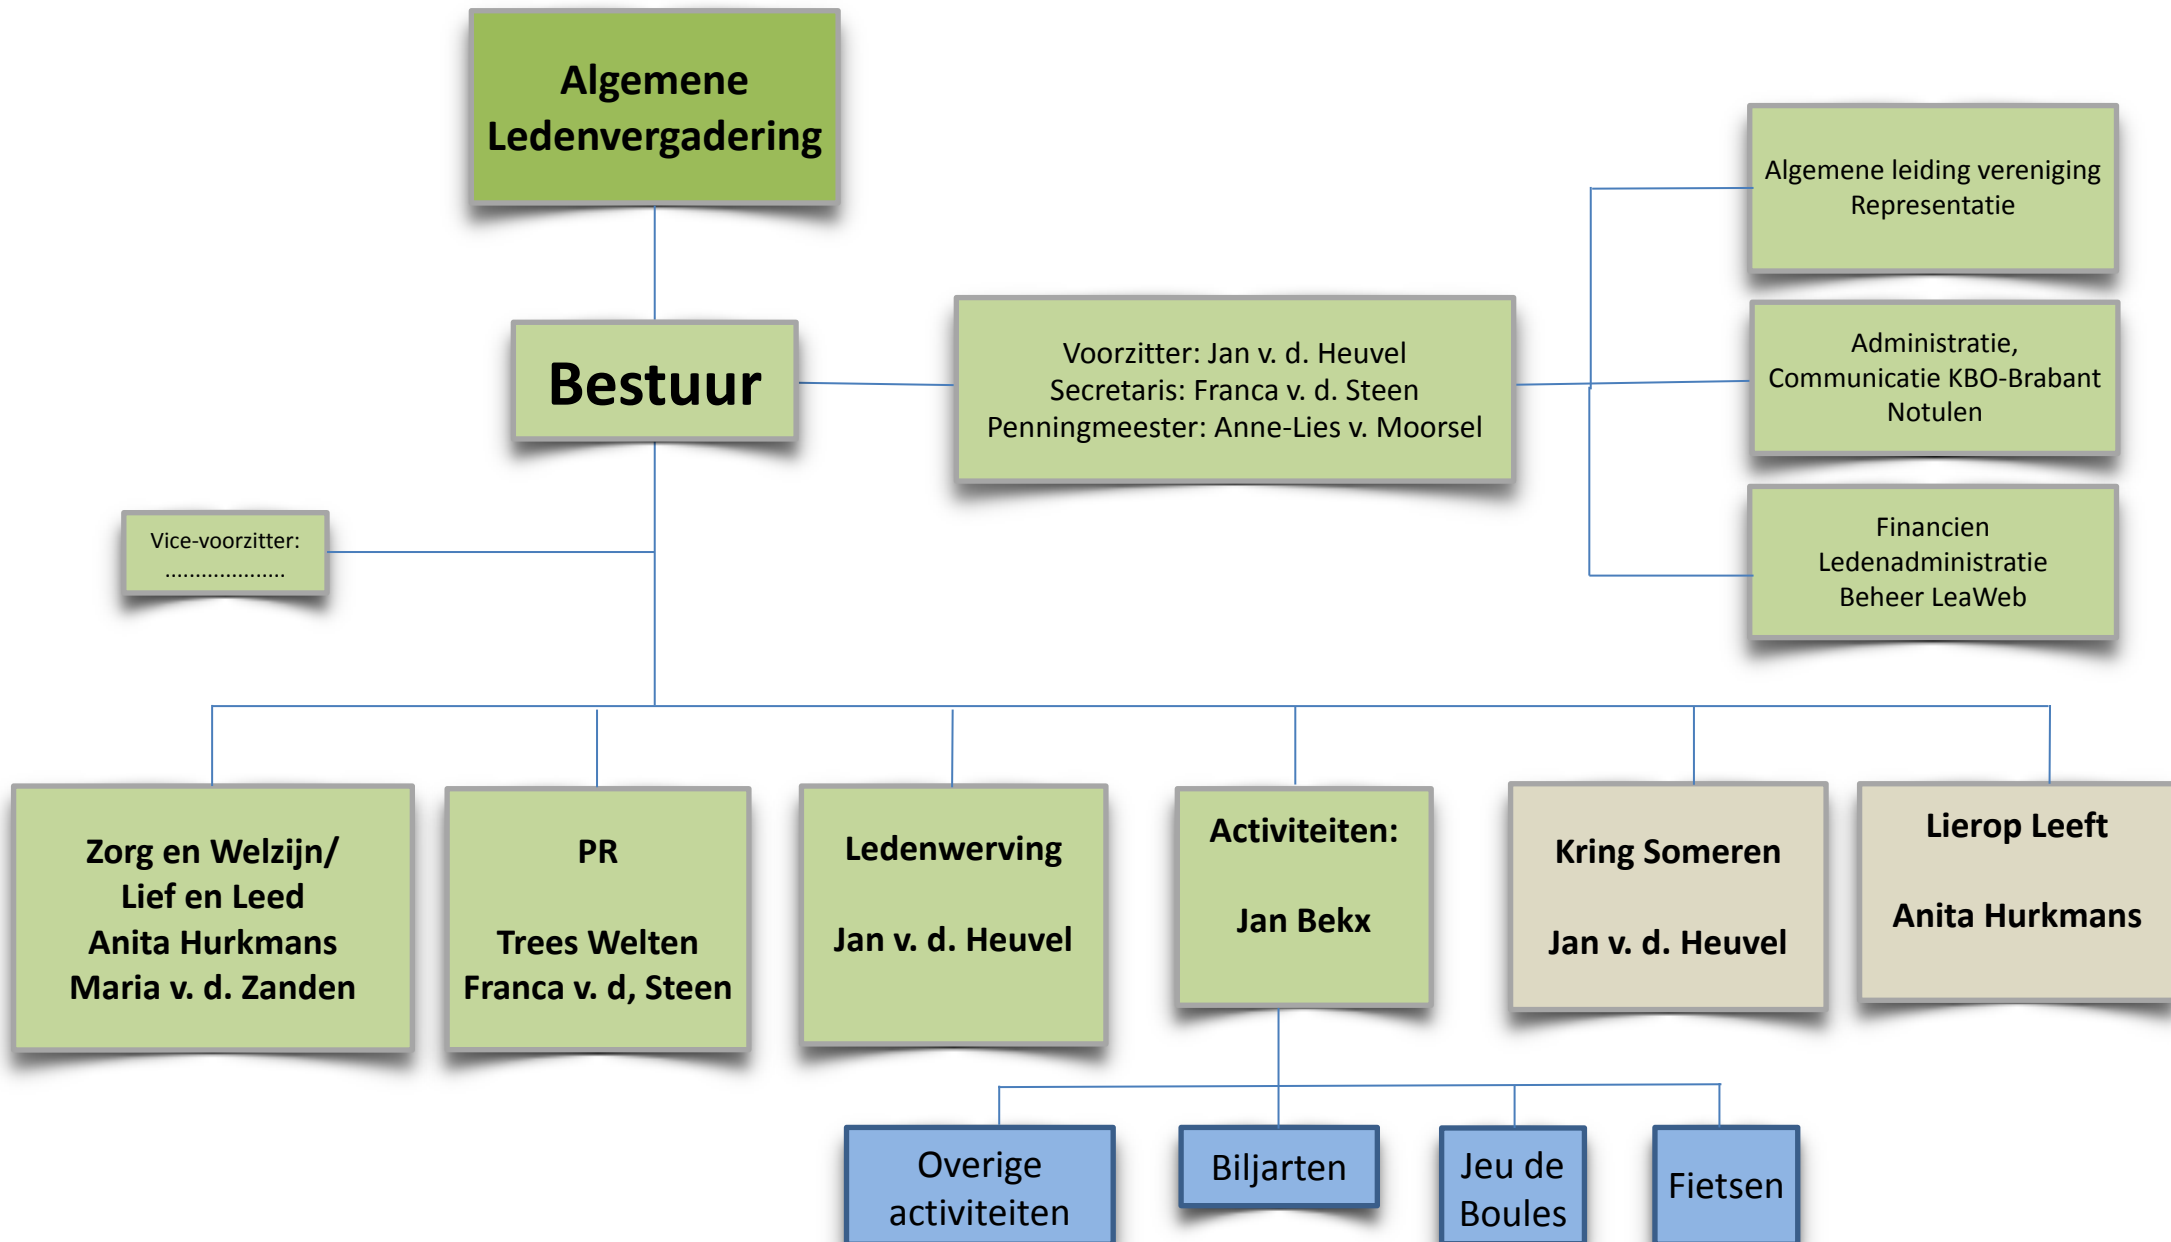 Algemene
Ledenvergadering
Algemene leiding vereniging
Representatie
Bestuur
Voorzitter: Jan v. d. Heuvel
Secretaris: Franca v. d. Steen
Penningmeester: Anne-Lies v. Moorsel
Administratie,
Communicatie KBO-Brabant
Notulen
Financien
Ledenadministratie
Beheer LeaWeb
Vice-voorzitter:
....................
Zorg en Welzijn/
Lief en Leed
Anita Hurkmans
Maria v. d. Zanden
PR
Trees Welten
Franca v. d, Steen
Ledenwerving
Jan v. d. Heuvel
Activiteiten:
Jan Bekx
Kring Someren
Jan v. d. Heuvel
Lierop Leeft
Anita Hurkmans
Overige
activiteiten
Biljarten
Jeu de
Boules
Fietsen